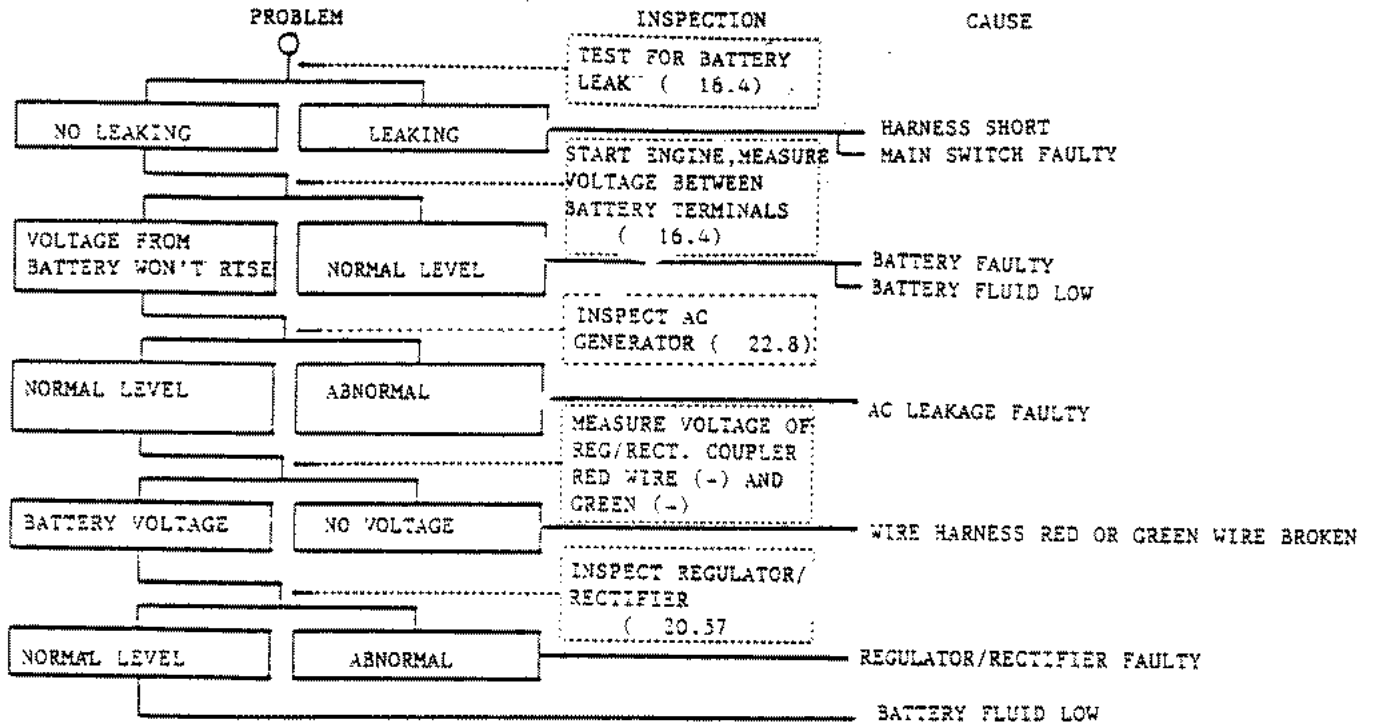 PROBLEM
INSPECTION
CAUSE
TEST FOR BATTERY
LEAK ( 16.4)
NO LEAKING
LEAKING
HARNESS SHORT
MAIN SWITCH FAULTY
START ENGINE,MEASURE
VOLTAGE BETWEEN
BATTERY TERMINALS
( 16.4)
VOLTAGE FROM
BATTERY WON'T RISE
NORMAL LEVEL
BATTERY FAULTY
BATTERY FLUID LOW
INSPECT AC
GENERATOR ( 22.8)
NORMAL LEVEL
ABNORMAL
AC LEAKAGE FAULTY
MEASURE VOLTAGE OF
REG/RECT. COUPLER
RED WIRE (-) AND
GREEN (-)
BATTERY VOLTAGE
NO VOLTAGE
WIRE HARNESS RED OR GREEN WIRE BROKEN
INSPECT REGULATOR/
RECTIFIER
( 20.57
NORMAL LEVEL
ABNORMAL
REGULATOR/RECTIFIER FAULTY
BATTERY FLUID LOW